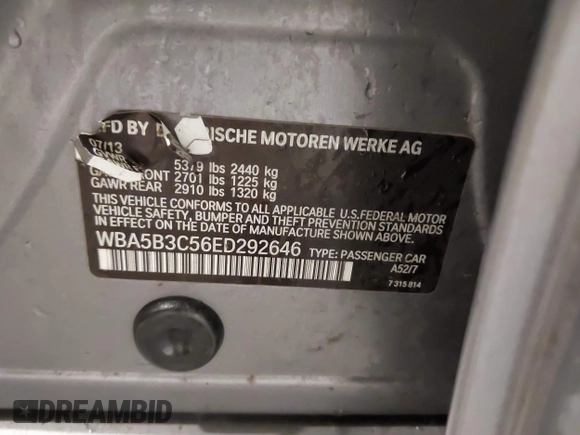 MFD BY ISCHE MOTOREN WERKE AG
07/13
GVWR 5379 lbs 2440 kg
FRONT 2701 lbs 1225 kg
GAWR REAR 2910 lbs 1320 kg
THIS VEHICLE CONFORMS TO ALL APPLICABLE U.S.FEDERAL MOTOR
VEHICLE SAFETY, BUMPER AND THEFT PREVENTION STANDARDS
IN EFFECT ON THE DATE OF MANUFACTURE SHOWN ABOVE.
WBA5B3C56ED292646 TYPE: PASSENGER CAR
A52/7
7 315 814
DREAMBID